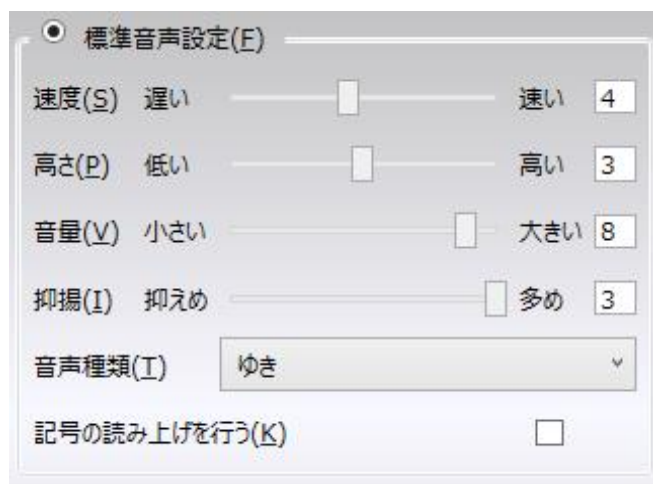 標準音声設定(F)
速度(S) 遅い 速い 4
高さ(P) 低い 高い 3
音量(V) 小さい 大きい 8
抑揚(I) 抑えめ 多め 3
音声種類(T) ゆき
記号の読み上げを行う(K)